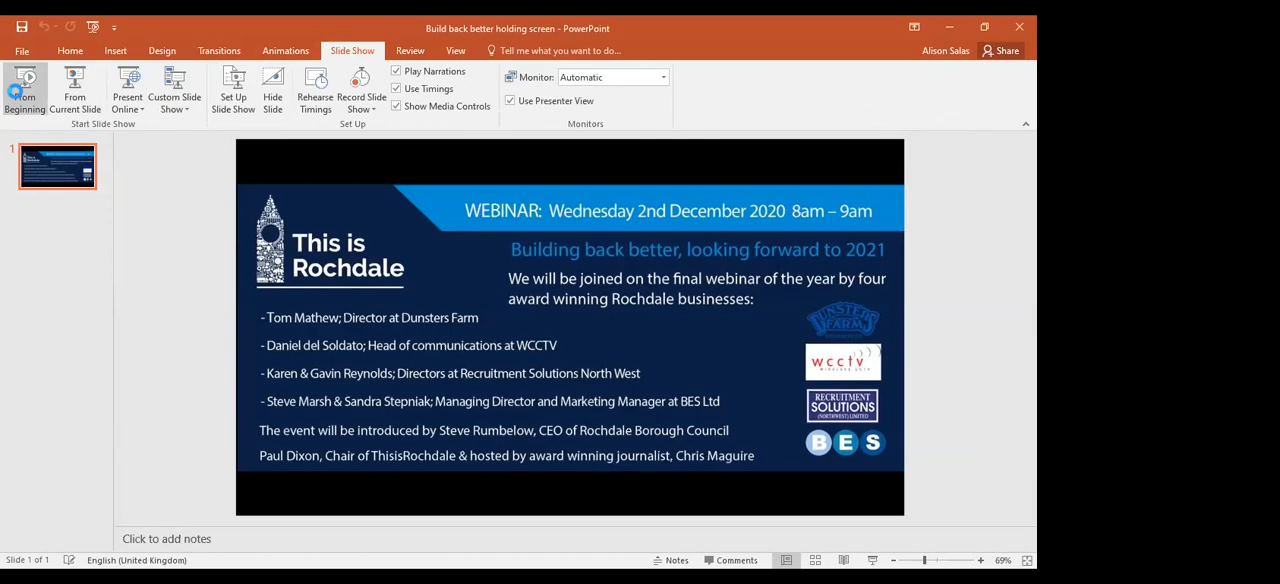 Build back better holding screen - PowerPoint
File Home Insert Design Transitions Animations Slide Show Review View Tell me what you want to do... Alison Salas Share
From Beginning
From Current Slide
Present Online
Custom Slide Show
Start Slide Show
Set Up Slide Show
Hide Slide
Rehearse Timings
Record Slide Show
Play Narrations
Use Timings
Show Media Controls
Set Up
Monitor: Automatic
Use Presenter View
Monitors
1
WEBINAR: Wednesday 2nd December 2020 8am – 9am
This is
Rochdale
Building back better, looking forward to 2021
We will be joined on the final webinar of the year by four
award winning Rochdale businesses:
- Tom Mathew; Director at Dunsters Farm
- Daniel del Soldato; Head of communications at WCCTV
- Karen & Gavin Reynolds; Directors at Recruitment Solutions North West
- Steve Marsh & Sandra Stepniak; Managing Director and Marketing Manager at BES Ltd
The event will be introduced by Steve Rumbelow, CEO of Rochdale Borough Council
Paul Dixon, Chair of ThisisRochdale & hosted by award winning journalist, Chris Maguire
DUNSTERS
FARM
wcctv
RECRUITMENT
SOLUTIONS
(NORTHWEST) LIMITED
BES
Click to add notes
Slide 1 of 1 English (United Kingdom) Notes Comments 69%